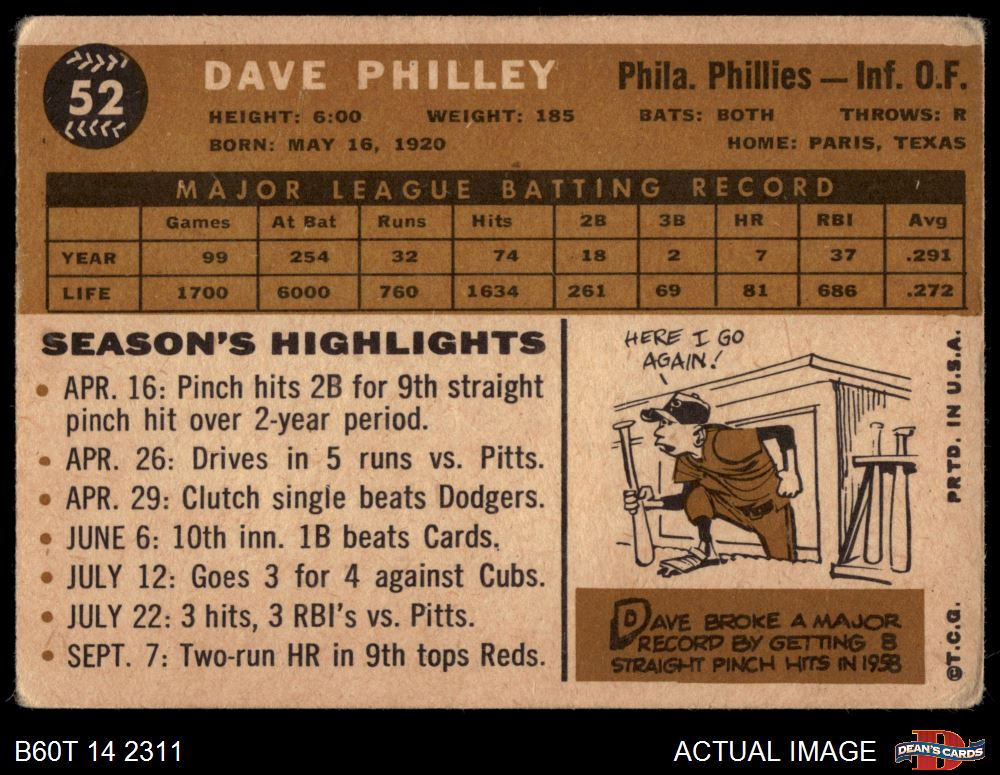 52
DAVE PHILLEY
Phila. Phillies — Inf. O.F.
HEIGHT: 6:00 WEIGHT: 185 BATS: BOTH THROWS: R
BORN: MAY 16, 1920 HOME: PARIS, TEXAS
MAJOR LEAGUE BATTING RECORD
Games At Bat Runs Hits 2B 3B HR RBI Avg
YEAR 99 254 32 74 18 2 7 37 .291
LIFE 1700 6000 760 1634 261 69 81 686 .272
SEASON'S HIGHLIGHTS
• APR. 16: Pinch hits 2B for 9th straight
pinch hit over 2-year period.
• APR. 26: Drives in 5 runs vs. Pitts.
• APR. 29: Clutch single beats Dodgers.
• JUNE 6: 10th inn. 1B beats Cards.
• JULY 12: Goes 3 for 4 against Cubs.
• JULY 22: 3 hits, 3 RBI's vs. Pitts.
• SEPT. 7: Two-run HR in 9th tops Reds.
HERE I GO
AGAIN!
DAVE BROKE A MAJOR
RECORD BY GETTING 8
STRAIGHT PINCH HITS IN 1958
©T.C.G. PRTD. IN U.S.A.
B60T 14 2311
ACTUAL IMAGE
D
DEAN'S CARDS